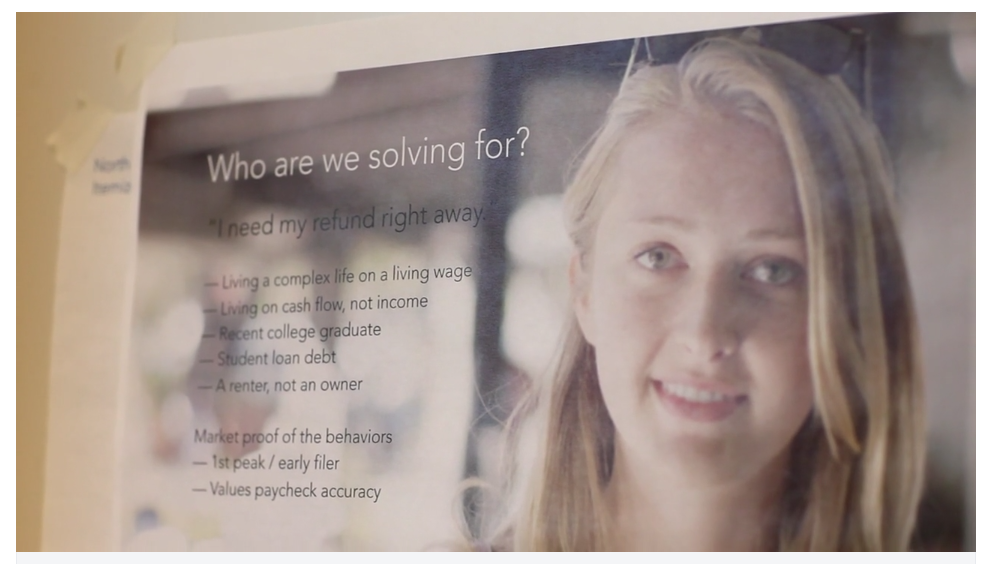 North
Who are we solving for?
"I need my refund right away."
— Living a complex life on a living wage
— Living on cash flow, not income
— Recent college graduate
— Student loan debt
— A renter, not an owner
Market proof of the behaviors
— 1st peak / early filer
— Values paycheck accuracy